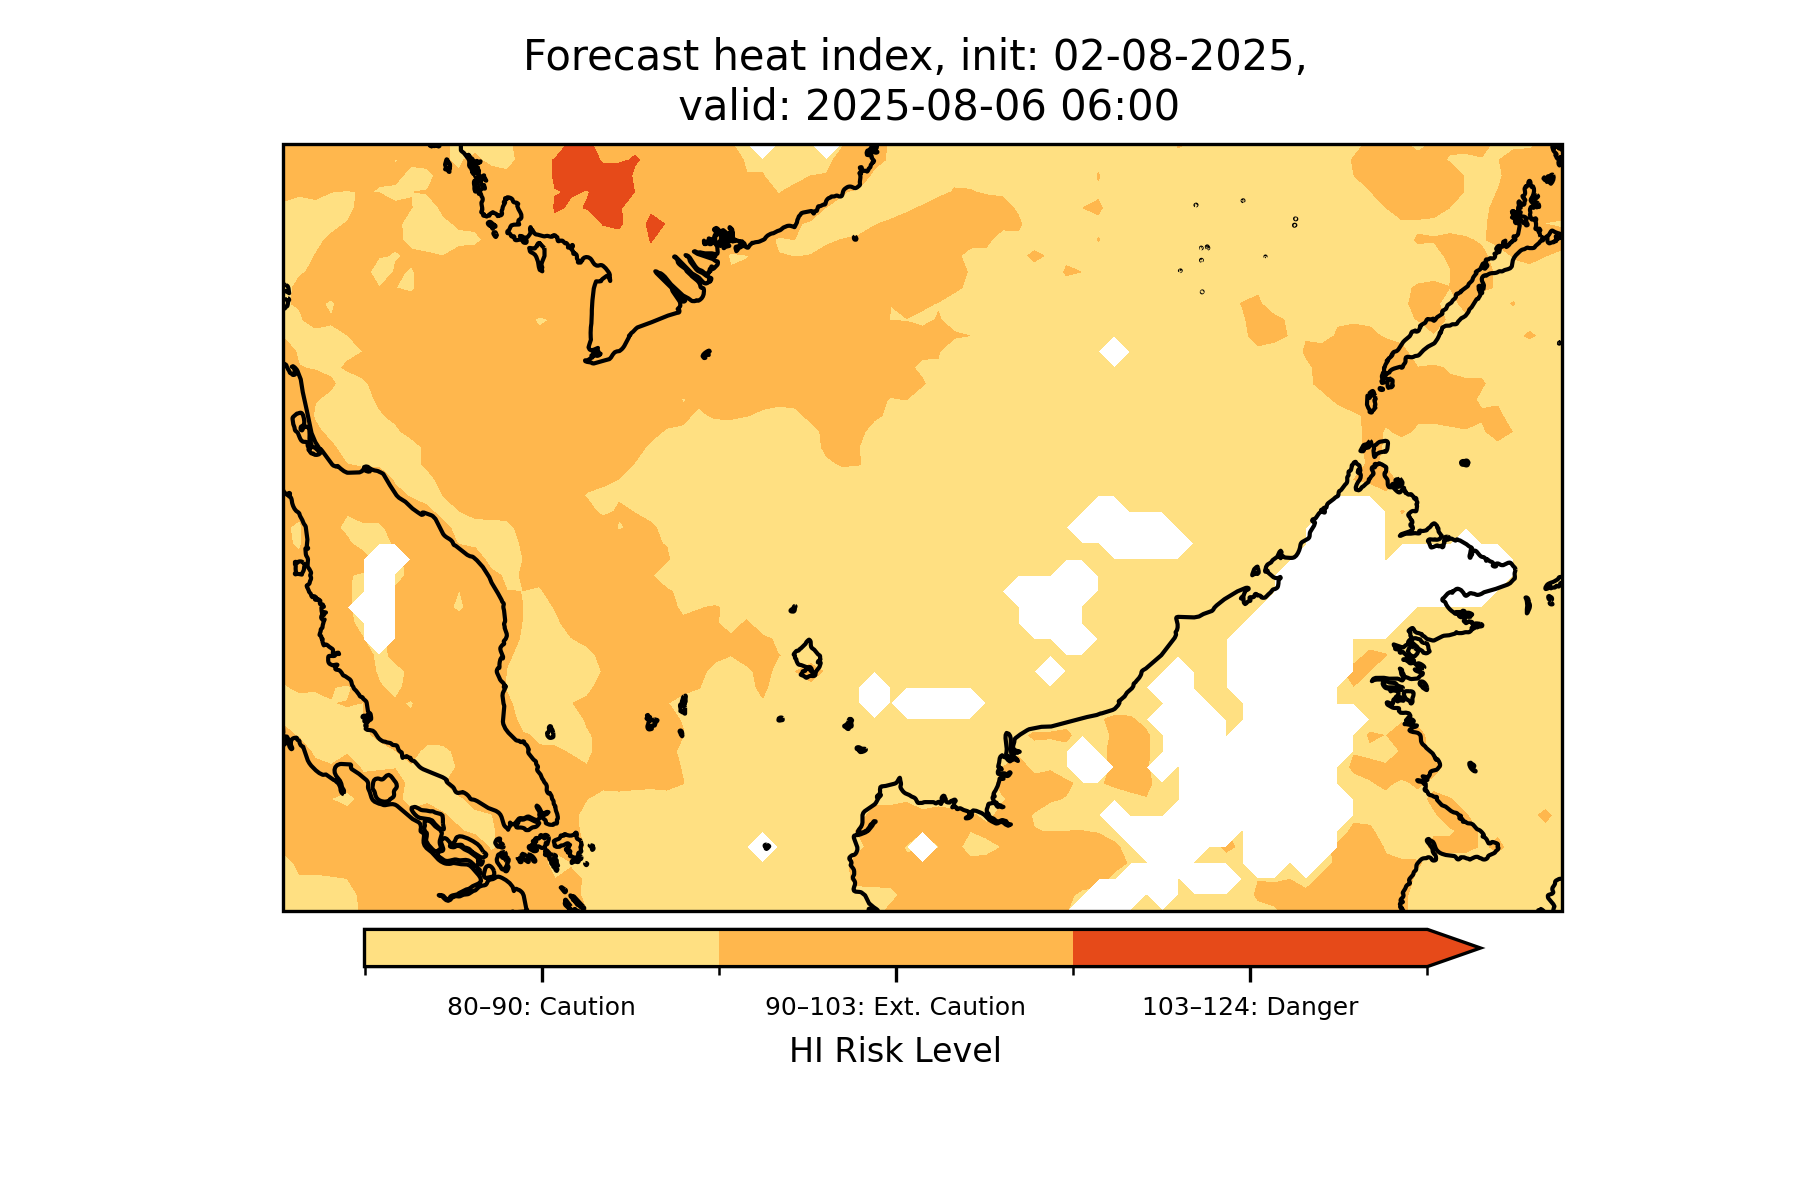 Forecast heat index, init: 02-08-2025,
valid: 2025-08-06 06:00
80–90: Caution
90–103: Ext. Caution
103–124: Danger
HI Risk Level